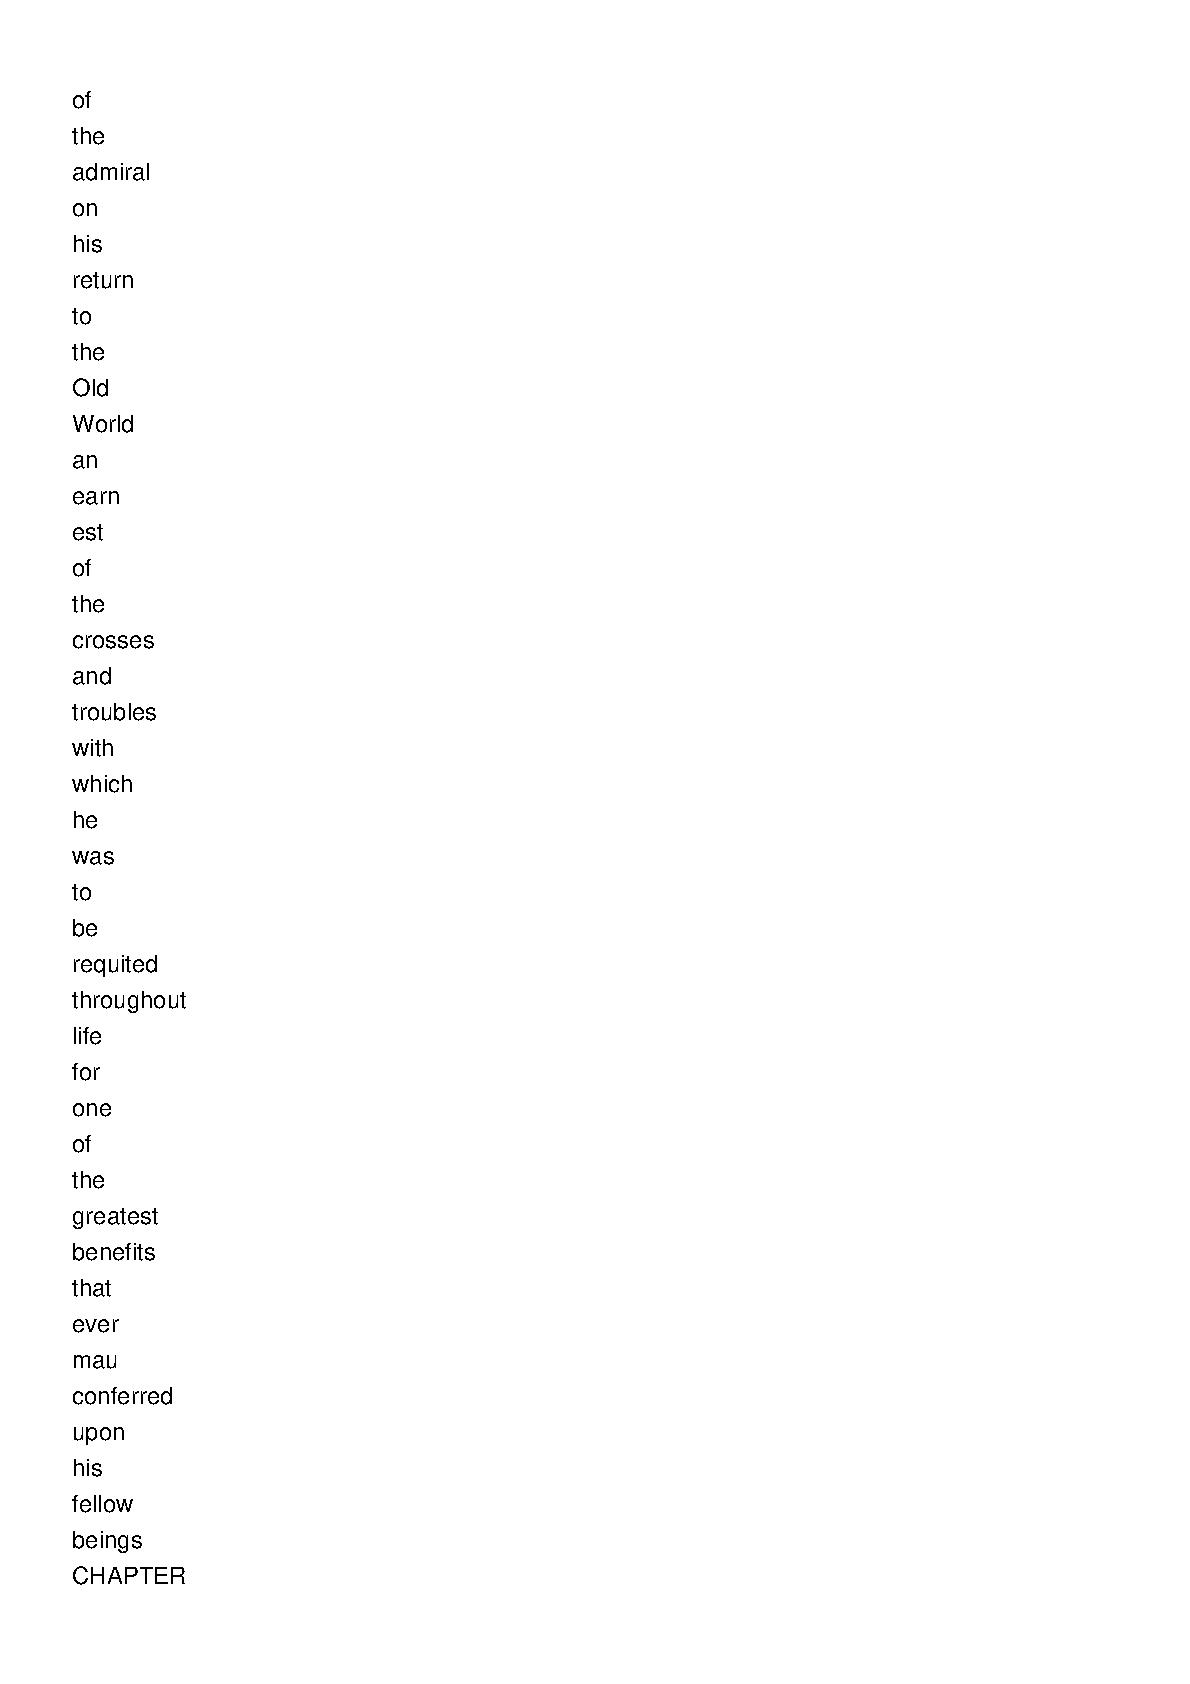 of
the
admiral
on
his
return
to
the
Old
World
an
earn
est
of
the
crosses
and
troubles
with
which
he
was
to
be
requited
throughout
life
for
one
of
the
greatest
benefits
that
ever
mau
conferred
upon
his
fellow
beings
CHAPTER